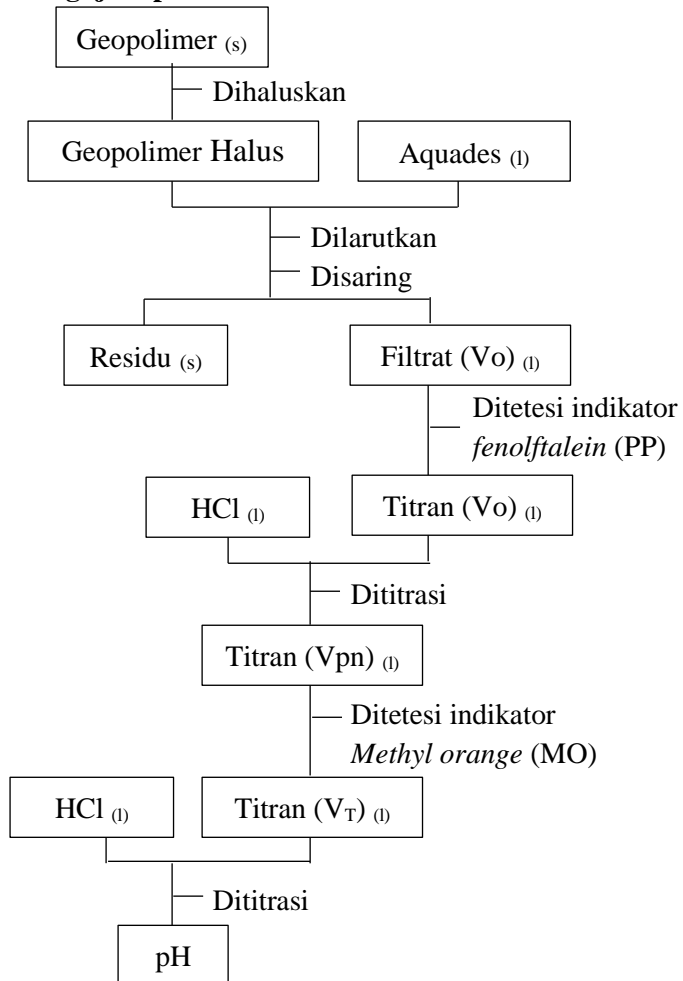 Geopolimer (s)
Dihaluskan
Geopolimer Halus
Aquades (l)
Dilarutkan
Disaring
Residu (s)
Filtrat (Vo) (l)
Ditetesi indikator
fenolftalein (PP)
HCl (l)
Titran (Vo) (l)
Dititrasi
Titran (Vpn) (l)
Ditetesi indikator
Methyl orange (MO)
HCl (l)
Titran (VT) (l)
Dititrasi
pH